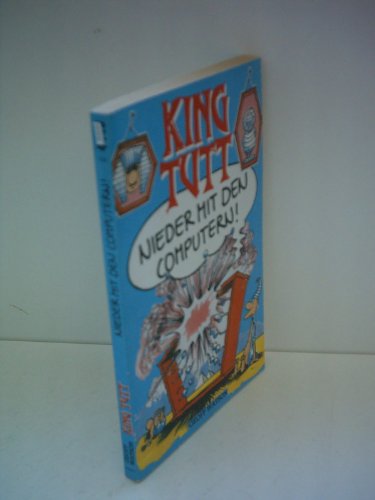 KING
TUTT
NIEDER MIT DEN
COMPUTERN!
NIEDER MIT DEN COMPUTERN!
KING TUTT